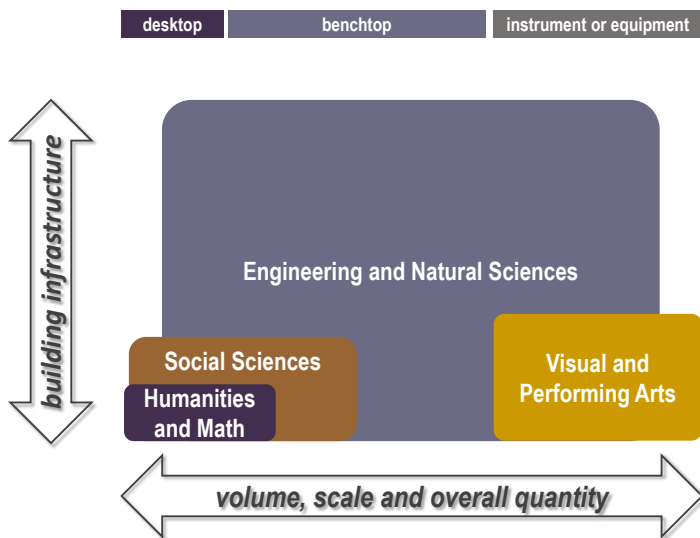 desktop
benchtop
instrument or equipment
building infrastructure
Engineering and Natural Sciences
Social Sciences
Humanities
and Math
Visual and
Performing Arts
volume, scale and overall quantity